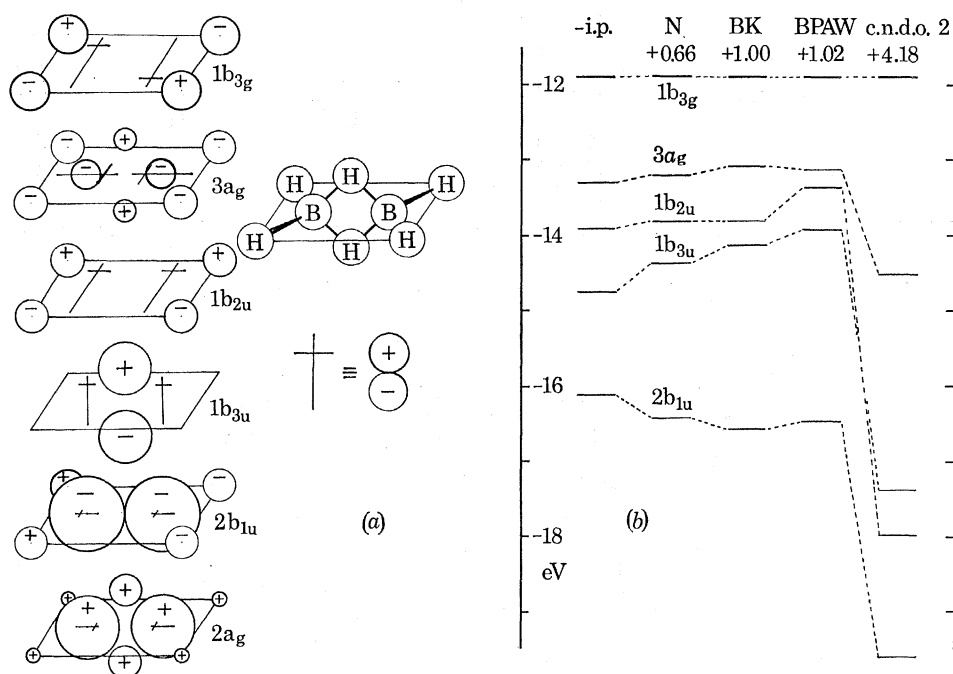 +
−
−
+
1b3g
−
+
−
−
−
3ag
−
+
−
+
+
1b2u
−
−
+
1b3u
−
+
−
−
−
2b1u
+
−
+
+
+
+
2ag
+
+
+
H
H
H
B
B
H
H
H
≡
+
−
(a)
-i.p. N BK BPAW c.n.d.o. 2
+0.66 +1.00 +1.02 +4.18
-12
1b3g
3ag
1b2u
-14
1b3u
-16
2b1u
(b)
-18
eV